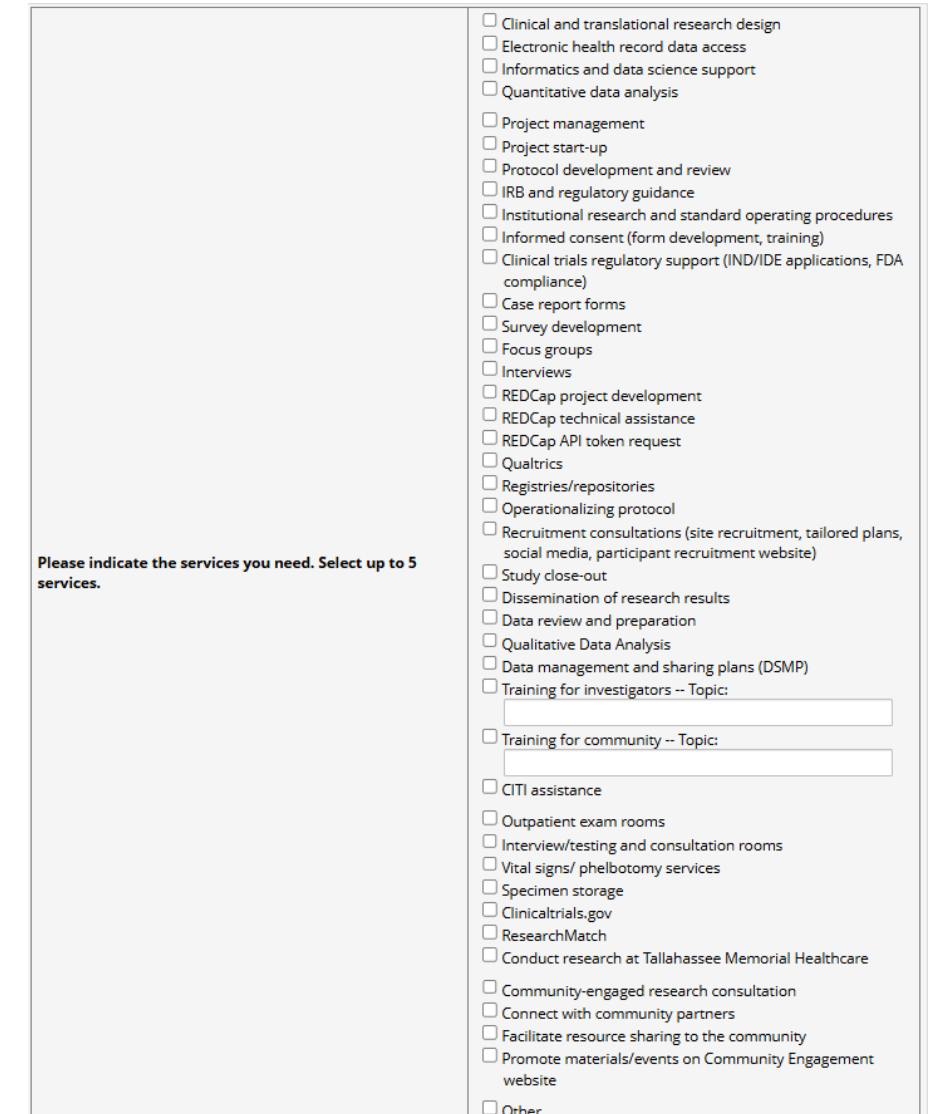 Clinical and translational research design
Electronic health record data access
Informatics and data science support
Quantitative data analysis
Project management
Project start-up
Protocol development and review
IRB and regulatory guidance
Institutional research and standard operating procedures
Informed consent (form development, training)
Clinical trials regulatory support (IND/IDE applications, FDA
compliance)
Case report forms
Survey development
Focus groups
Interviews
REDCap project development
REDCap technical assistance
REDCap API token request
Qualtrics
Registries/repositories
Operationalizing protocol
Recruitment consultations (site recruitment, tailored plans,
social media, participant recruitment website)
Please indicate the services you need. Select up to 5
services.
Study close-out
Dissemination of research results
Data review and preparation
Qualitative Data Analysis
Data management and sharing plans (DSMP)
Training for investigators -- Topic:
Training for community -- Topic:
CITI assistance
Outpatient exam rooms
Interview/testing and consultation rooms
Vital signs/ phelbotomy services
Specimen storage
Clinicaltrials.gov
ResearchMatch
Conduct research at Tallahassee Memorial Healthcare
Community-engaged research consultation
Connect with community partners
Facilitate resource sharing to the community
Promote materials/events on Community Engagement
website
Other